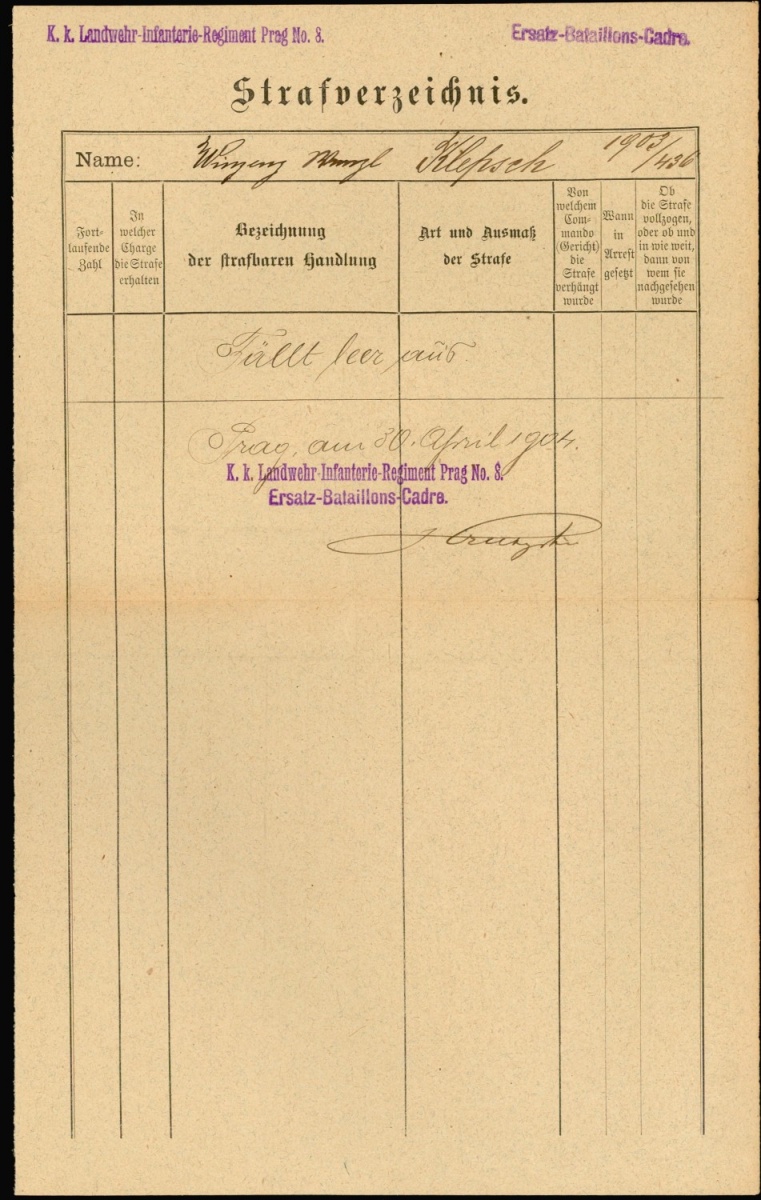 K. k. Landwehr-Infanterie-Regiment Prag No. 8.
Ersatz-Bataillons-Cadre.
Strafverzeichnis.
Name: Klepsch 1903/436
Fort-
laufende
Zahl
In
welcher
Charge
die Strafe
erhalten
Bezeichnung
der strafbaren Handlung
Art und Ausmaß
der Strafe
Von
welchem
Com-
mando
(Gericht)
die
Strafe
verhängt
wurde
Wann
in
Arrest
gesetzt
Ob
die Strafe
vollzogen,
oder ob und
in wie weit,
dann von
wem sie
nachgesehen
wurde
Fällt leer aus.
Prag, am 30. April 1904.
K. k. Landwehr-Infanterie-Regiment Prag No. 8.
Ersatz-Bataillons-Cadre.